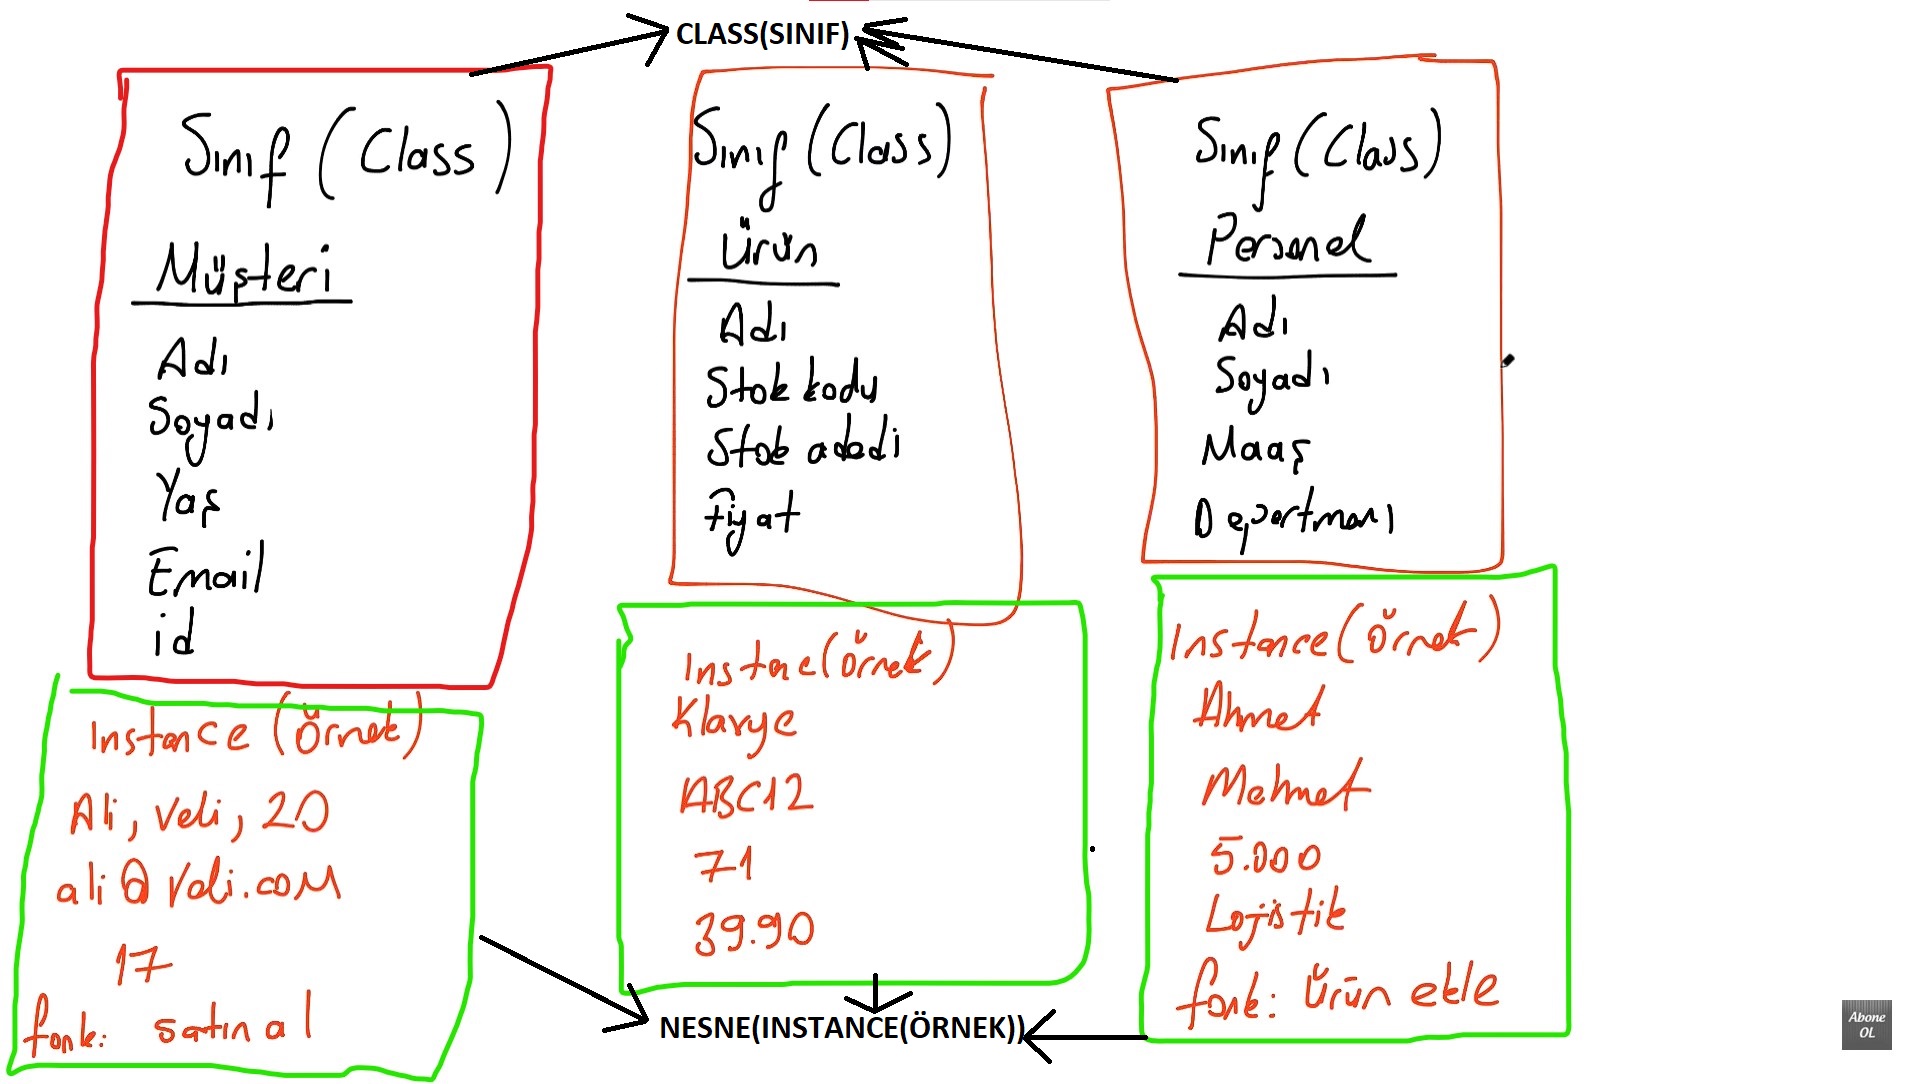 CLASS(SINIF)
Sınıf (Class)
Müşteri
Adı
Soyadı
Yaş
Email
id
Instance (Örnek)
Ali, Veli, 20
ali@veli.com
17
fonk: satın al
Sınıf (Class)
Ürün
Adı
Stok kodu
Stok adedi
Fiyat
Instace(Örnek)
Klavye
ABC12
71
39.90
Sınıf (Class)
Personel
Adı
Soyadı
Maaş
Departmanı
Instance(Örnek)
Ahmet
Mehmet
5.000
Lojistik
fonk: Ürün ekle
NESNE(INSTANCE(ÖRNEK))
Abone
OL